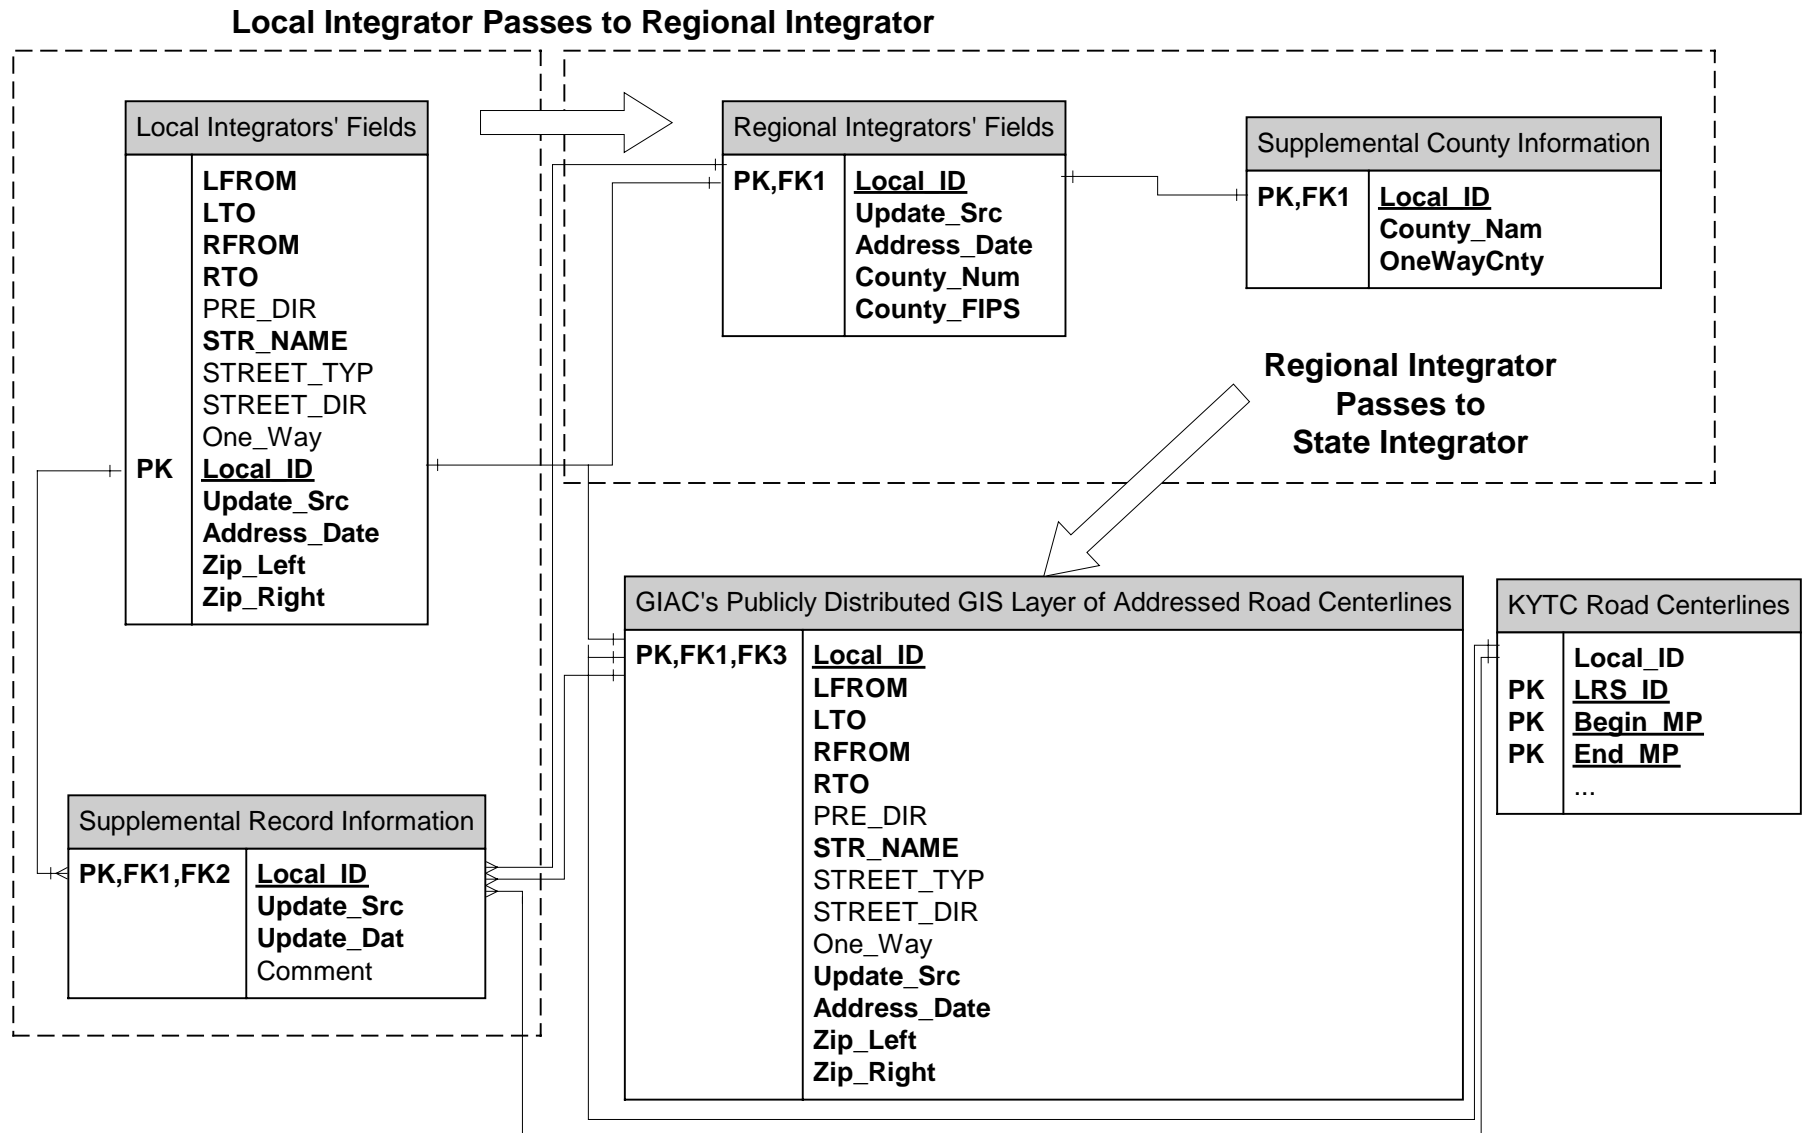 Local Integrator Passes to Regional Integrator
Local Integrators' Fields
LFROM
LTO
RFROM
RTO
PRE_DIR
STR_NAME
STREET_TYP
STREET_DIR
One_Way
PK Local_ID
Update_Src
Address_Date
Zip_Left
Zip_Right
Regional Integrators' Fields
PK,FK1 Local_ID
Update_Src
Address_Date
County_Num
County_FIPS
Supplemental County Information
PK,FK1 Local_ID
County_Nam
OneWayCnty
Regional Integrator
Passes to
State Integrator
Supplemental Record Information
PK,FK1,FK2 Local_ID
Update_Src
Update_Dat
Comment
GIAC's Publicly Distributed GIS Layer of Addressed Road Centerlines
PK,FK1,FK3 Local_ID
LFROM
LTO
RFROM
RTO
PRE_DIR
STR_NAME
STREET_TYP
STREET_DIR
One_Way
Update_Src
Address_Date
Zip_Left
Zip_Right
KYTC Road Centerlines
Local_ID
PK LRS_ID
PK Begin_MP
PK End_MP
...